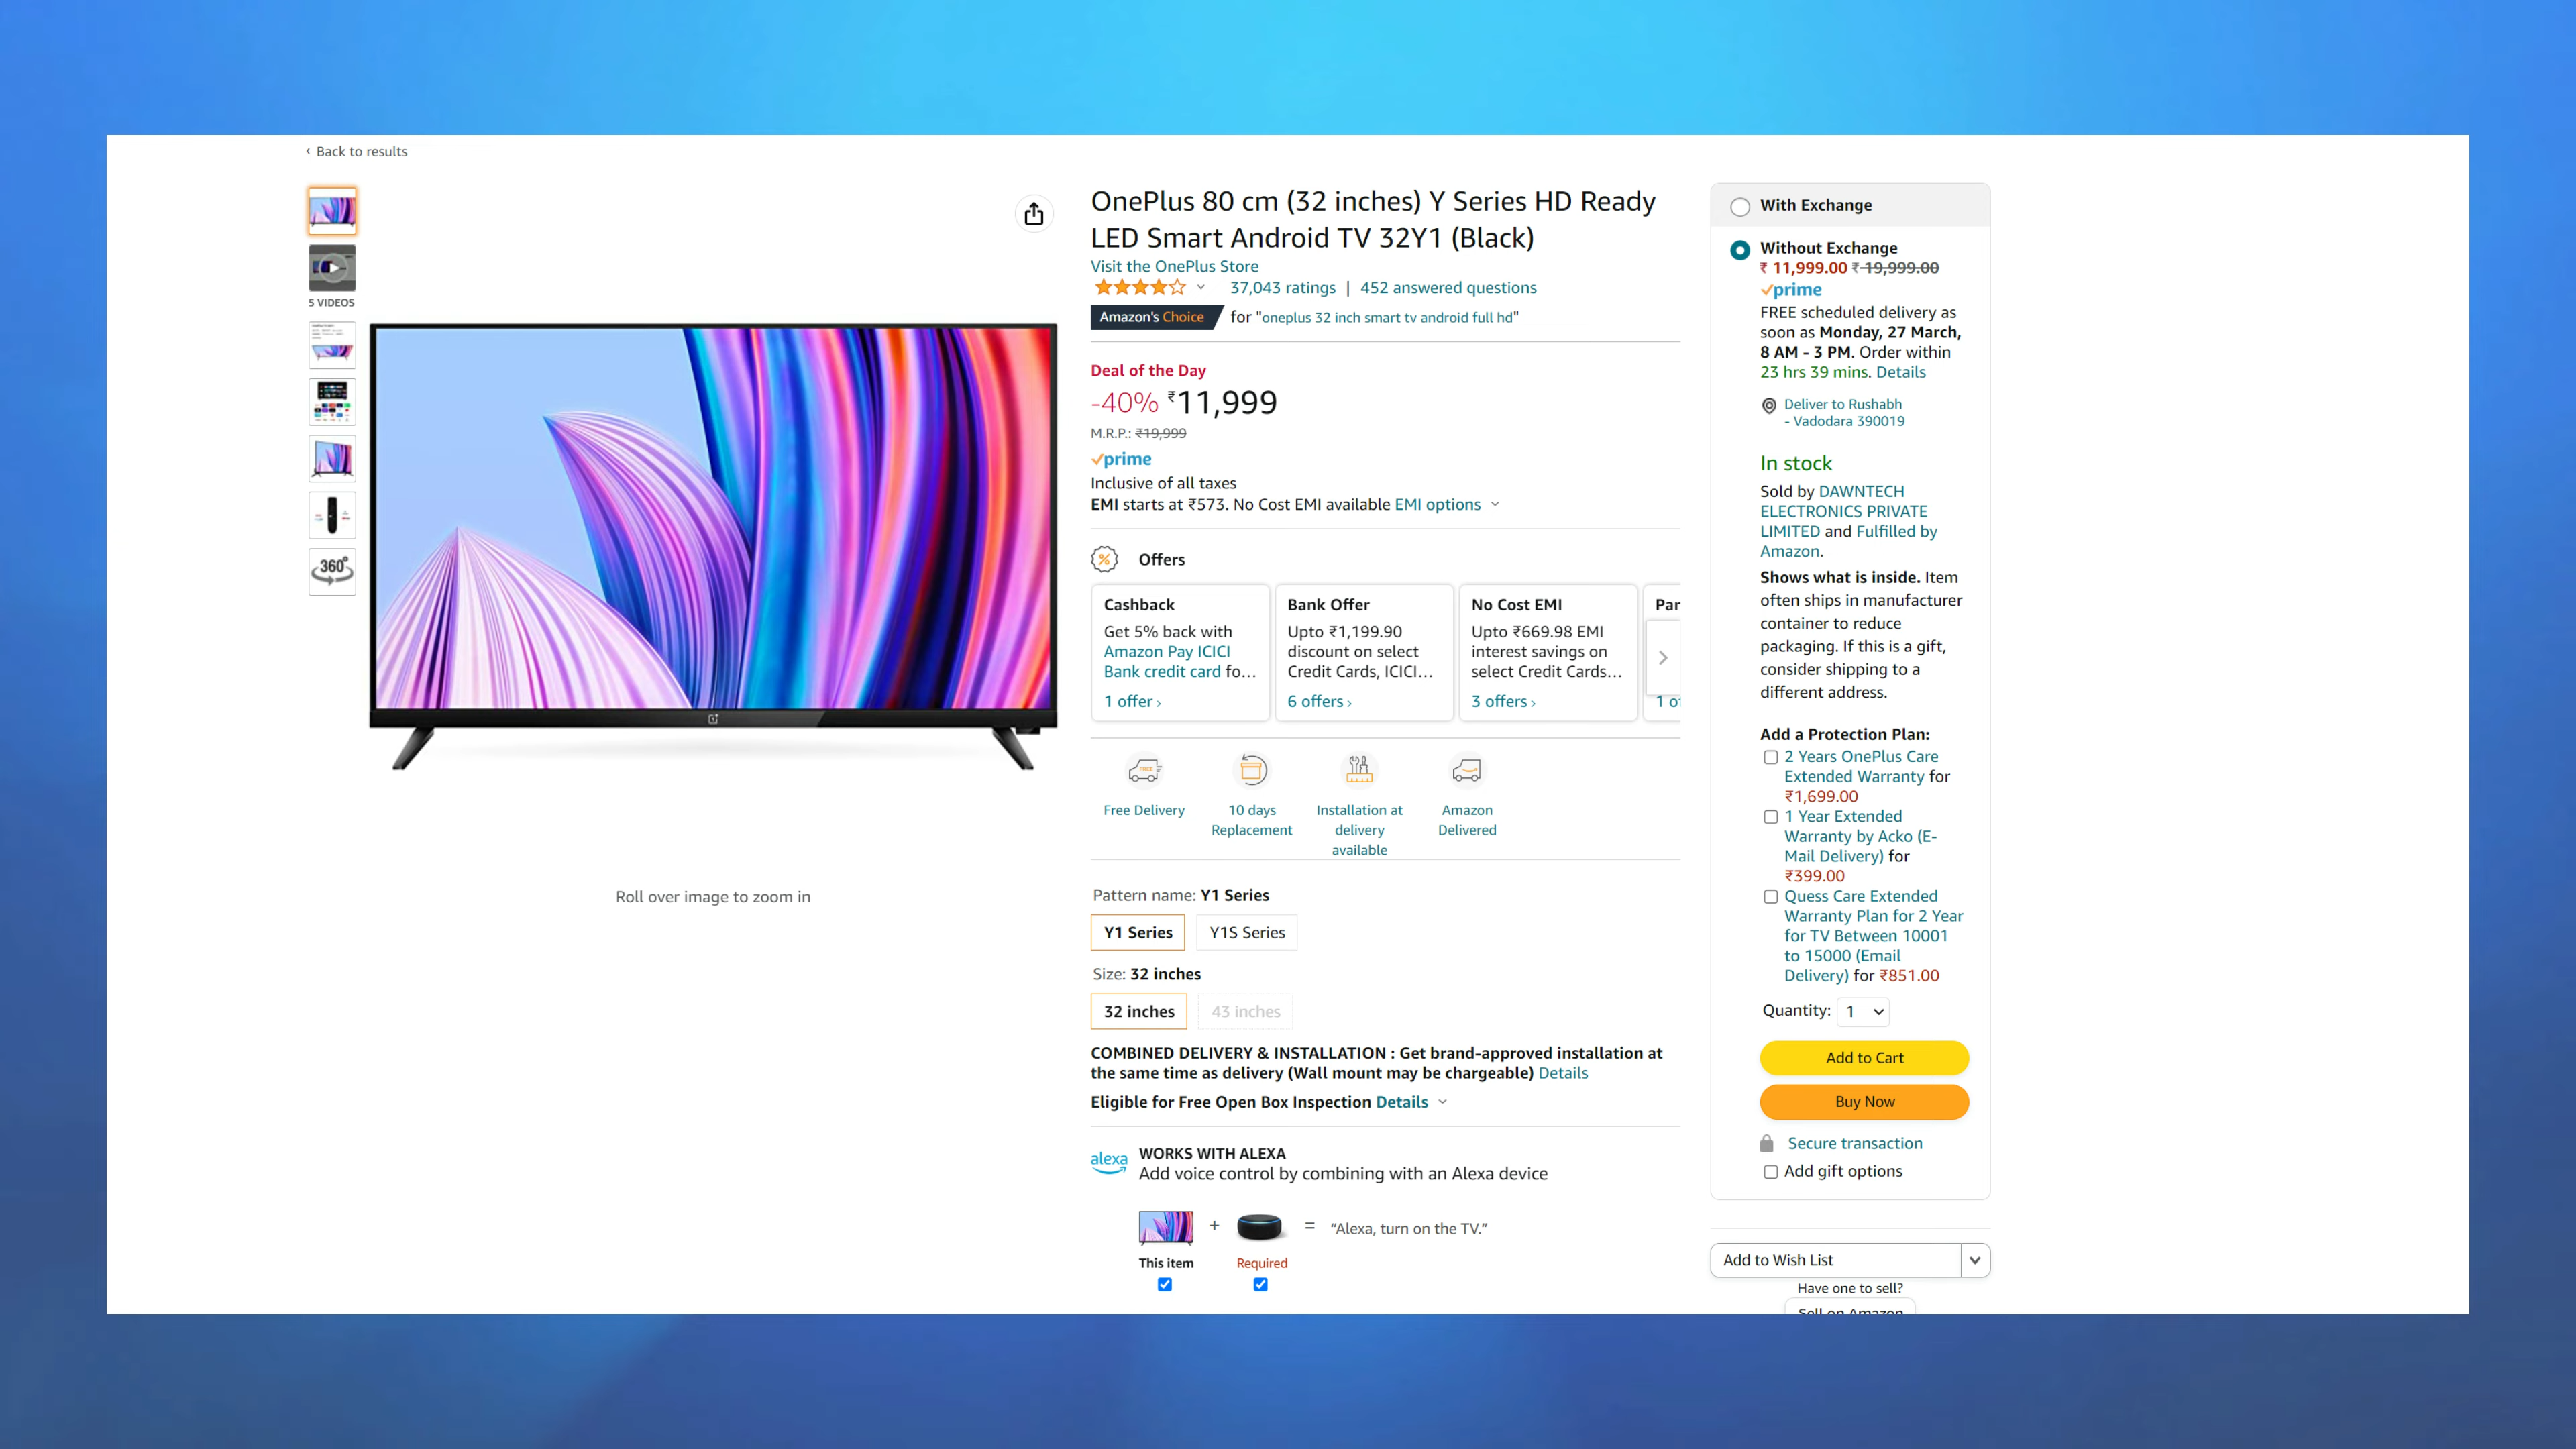 ‹ Back to results
5 VIDEOS
360°
Roll over image to zoom in
OnePlus 80 cm (32 inches) Y Series HD Ready
LED Smart Android TV 32Y1 (Black)
Visit the OnePlus Store
37,043 ratings | 452 answered questions
Amazon's Choice for "oneplus 32 inch smart tv android full hd"
Deal of the Day
-40% ₹11,999
M.R.P.: ₹19,999
prime
Inclusive of all taxes
EMI starts at ₹573. No Cost EMI available EMI options
Offers
Cashback
Get 5% back with
Amazon Pay ICICI
Bank credit card fo…
1 offer ›
Bank Offer
Upto ₹1,199.90
discount on select
Credit Cards, ICICI…
6 offers ›
No Cost EMI
Upto ₹669.98 EMI
interest savings on
select Credit Cards…
3 offers ›
Par
1 of
Free Delivery
10 days
Replacement
Installation at
delivery
available
Amazon
Delivered
Pattern name: Y1 Series
Y1 Series Y1S Series
Size: 32 inches
32 inches 43 inches
COMBINED DELIVERY & INSTALLATION : Get brand-approved installation at
the same time as delivery (Wall mount may be chargeable) Details
Eligible for Free Open Box Inspection Details
alexa
WORKS WITH ALEXA
Add voice control by combining with an Alexa device
+ = “Alexa, turn on the TV.”
This item Required
With Exchange
Without Exchange
₹ 11,999.00 ₹ 19,999.00
prime
FREE scheduled delivery as
soon as Monday, 27 March,
8 AM - 3 PM. Order within
23 hrs 39 mins. Details
Deliver to Rushabh
- Vadodara 390019
In stock
Sold by DAWNTECH
ELECTRONICS PRIVATE
LIMITED and Fulfilled by
Amazon.
Shows what is inside. Item
often ships in manufacturer
container to reduce
packaging. If this is a gift,
consider shipping to a
different address.
Add a Protection Plan:
2 Years OnePlus Care
Extended Warranty for
₹1,699.00
1 Year Extended
Warranty by Acko (E-
Mail Delivery) for
₹399.00
Quess Care Extended
Warranty Plan for 2 Year
for TV Between 10001
to 15000 (Email
Delivery) for ₹851.00
Quantity: 1
Add to Cart
Buy Now
Secure transaction
Add gift options
Add to Wish List
Have one to sell?
Sell on Amazon